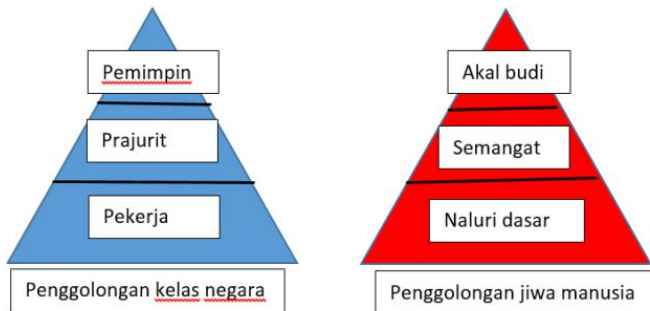 Pemimpin
Prajurit
Pekerja
Penggolongan kelas negara
Akal budi
Semangat
Naluri dasar
Penggolongan jiwa manusia